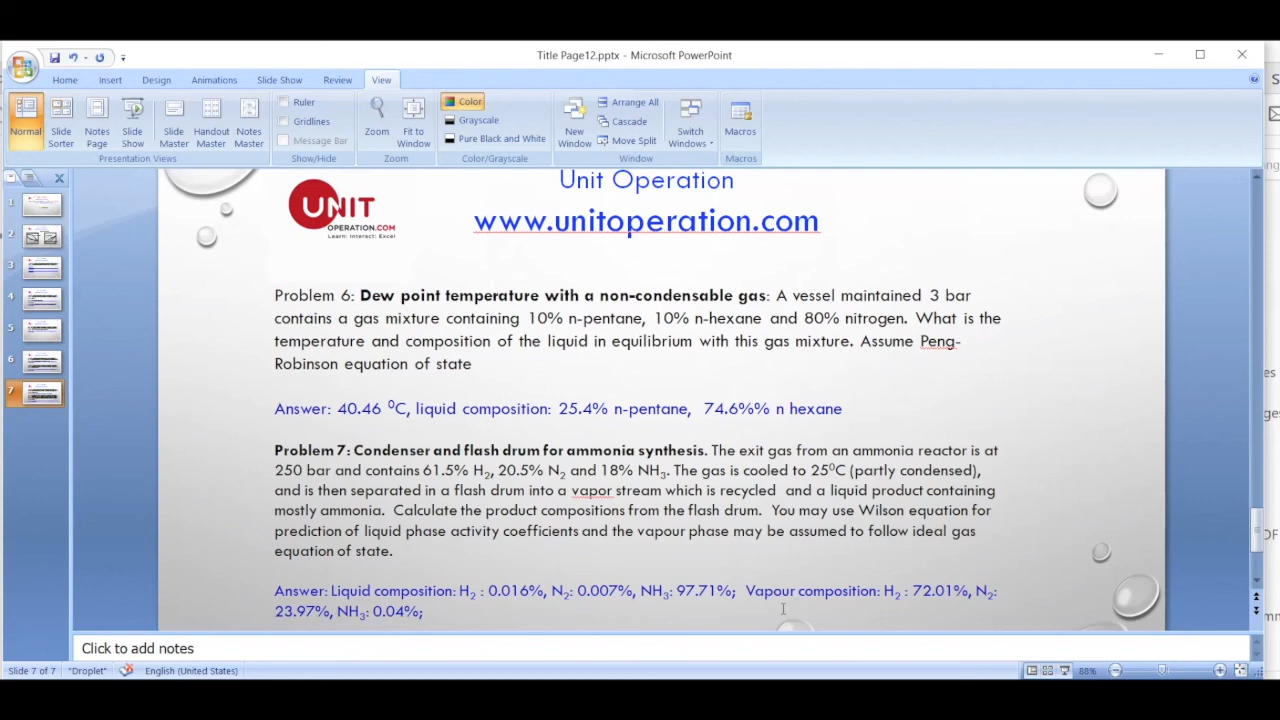 Title Page12.pptx - Microsoft PowerPoint
Home Insert Design Animations Slide Show Review View
Normal Slide Sorter Notes Page Slide Show Slide Master Handout Master Notes Master
Ruler
Gridlines
Message Bar
Zoom Fit to Window
Color
Grayscale
Pure Black and White
New Window
Arrange All
Cascade
Move Split
Switch Windows
Macros
Presentation Views Show/Hide Zoom Color/Grayscale Window Macros
1
2
3
4
5
6
7
UNIT
OPERATION.COM
Learn: Interact: Excel
Unit Operation
www.unitoperation.com
Problem 6: Dew point temperature with a non-condensable gas: A vessel maintained 3 bar
contains a gas mixture containing 10% n-pentane, 10% n-hexane and 80% nitrogen. What is the
temperature and composition of the liquid in equilibrium with this gas mixture. Assume Peng-
Robinson equation of state
Answer: 40.46 ⁰C, liquid composition: 25.4% n-pentane, 74.6%% n hexane
Problem 7: Condenser and flash drum for ammonia synthesis. The exit gas from an ammonia reactor is at
250 bar and contains 61.5% H₂, 20.5% N₂ and 18% NH₃. The gas is cooled to 25⁰C (partly condensed),
and is then separated in a flash drum into a vapor stream which is recycled and a liquid product containing
mostly ammonia. Calculate the product compositions from the flash drum. You may use Wilson equation for
prediction of liquid phase activity coefficients and the vapour phase may be assumed to follow ideal gas
equation of state.
Answer: Liquid composition: H₂ : 0.016%, N₂: 0.007%, NH₃: 97.71%; Vapour composition: H₂ : 72.01%, N₂:
23.97%, NH₃: 0.04%;
Click to add notes
Slide 7 of 7 "Droplet" English (United States) 88%